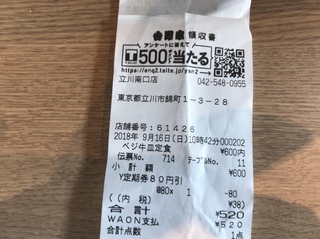 吉野家 領収書
アンケートに答えて
500 ポイント 当たる
https://enq2.tsite.jp/ysn2
立川南口店 042-548-0955
東京都立川市錦町1-3-28
店舗番号:61426
2018年 9月16日(日)10時42分000202
ベジ牛定食 ¥600円
伝票No. 714 テーブルNo. 11
小 計 額 600
Y定期券80円引
@80x 1 -80
((内 税) ¥38)
合 計 ¥520
WAON支払 ¥520
合計点数 1点